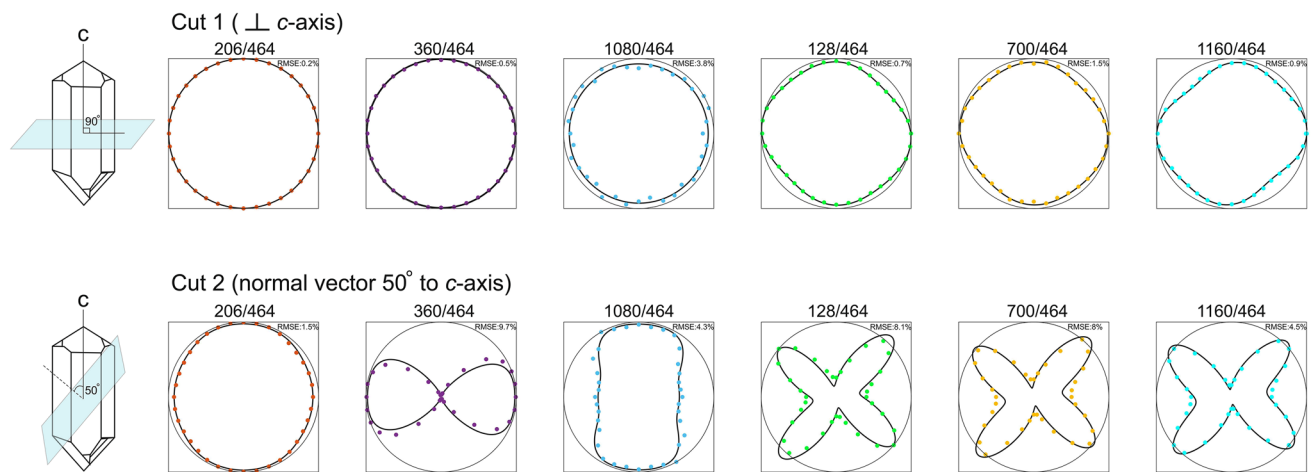 Cut 1 ( ⊥ c-axis)
C
90°
206/464
RMSE:0.2%
360/464
RMSE:0.5%
1080/464
RMSE:3.8%
128/464
RMSE:0.7%
700/464
RMSE:1.5%
1160/464
RMSE:0.9%
Cut 2 (normal vector 50° to c-axis)
C
50°
206/464
RMSE:1.5%
360/464
RMSE:9.7%
1080/464
RMSE:4.3%
128/464
RMSE:8.1%
700/464
RMSE:8%
1160/464
RMSE:4.5%